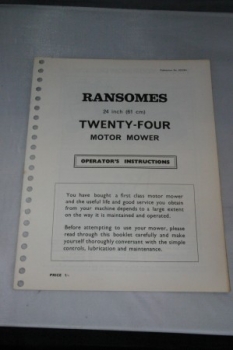 RANSOMES
24 inch (61 cm)
TWENTY-FOUR
MOTOR MOWER
OPERATOR'S INSTRUCTIONS
You have bought a first class motor mower
and the useful life and good service you obtain
from your machine depends to a large extent
on the way it is maintained and operated.
Before attempting to use your mower, please
read through this booklet carefully and make
yourself thoroughly conversant with the simple
controls, lubrication and maintenance.
PRICE